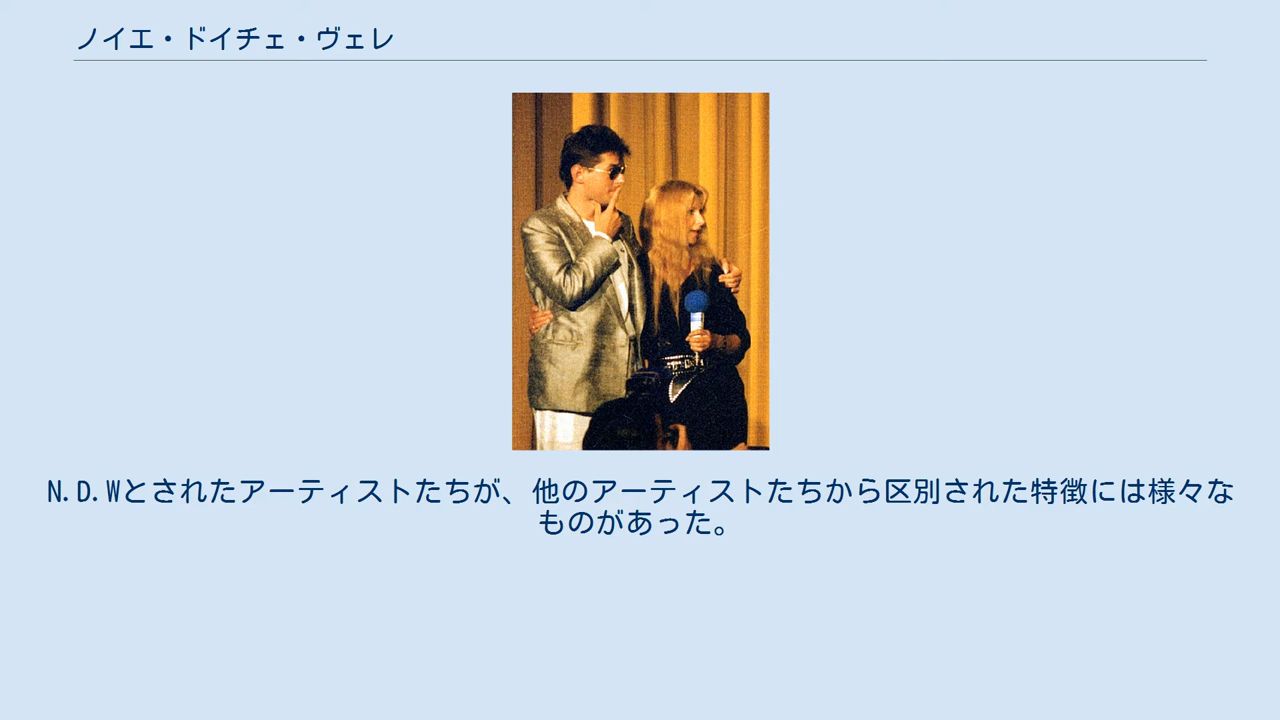 ノイエ・ドイチェ・ヴェレ
N.D.Wとされたアーティストたちが、他のアーティストたちから区別された特徴には様々な
ものがあった。